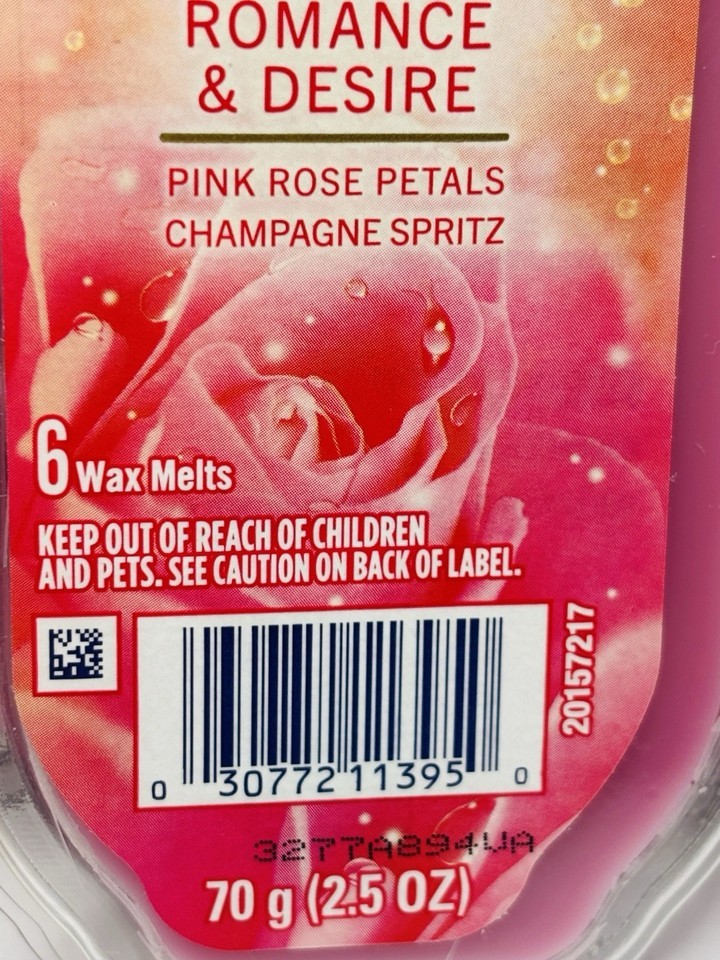 ROMANCE
& DESIRE
PINK ROSE PETALS
CHAMPAGNE SPRITZ
6 Wax Melts
KEEP OUT OF REACH OF CHILDREN
AND PETS. SEE CAUTION ON BACK OF LABEL.
20157217
0 30772 11395 0
3277A894VA
70 g (2.5 OZ)